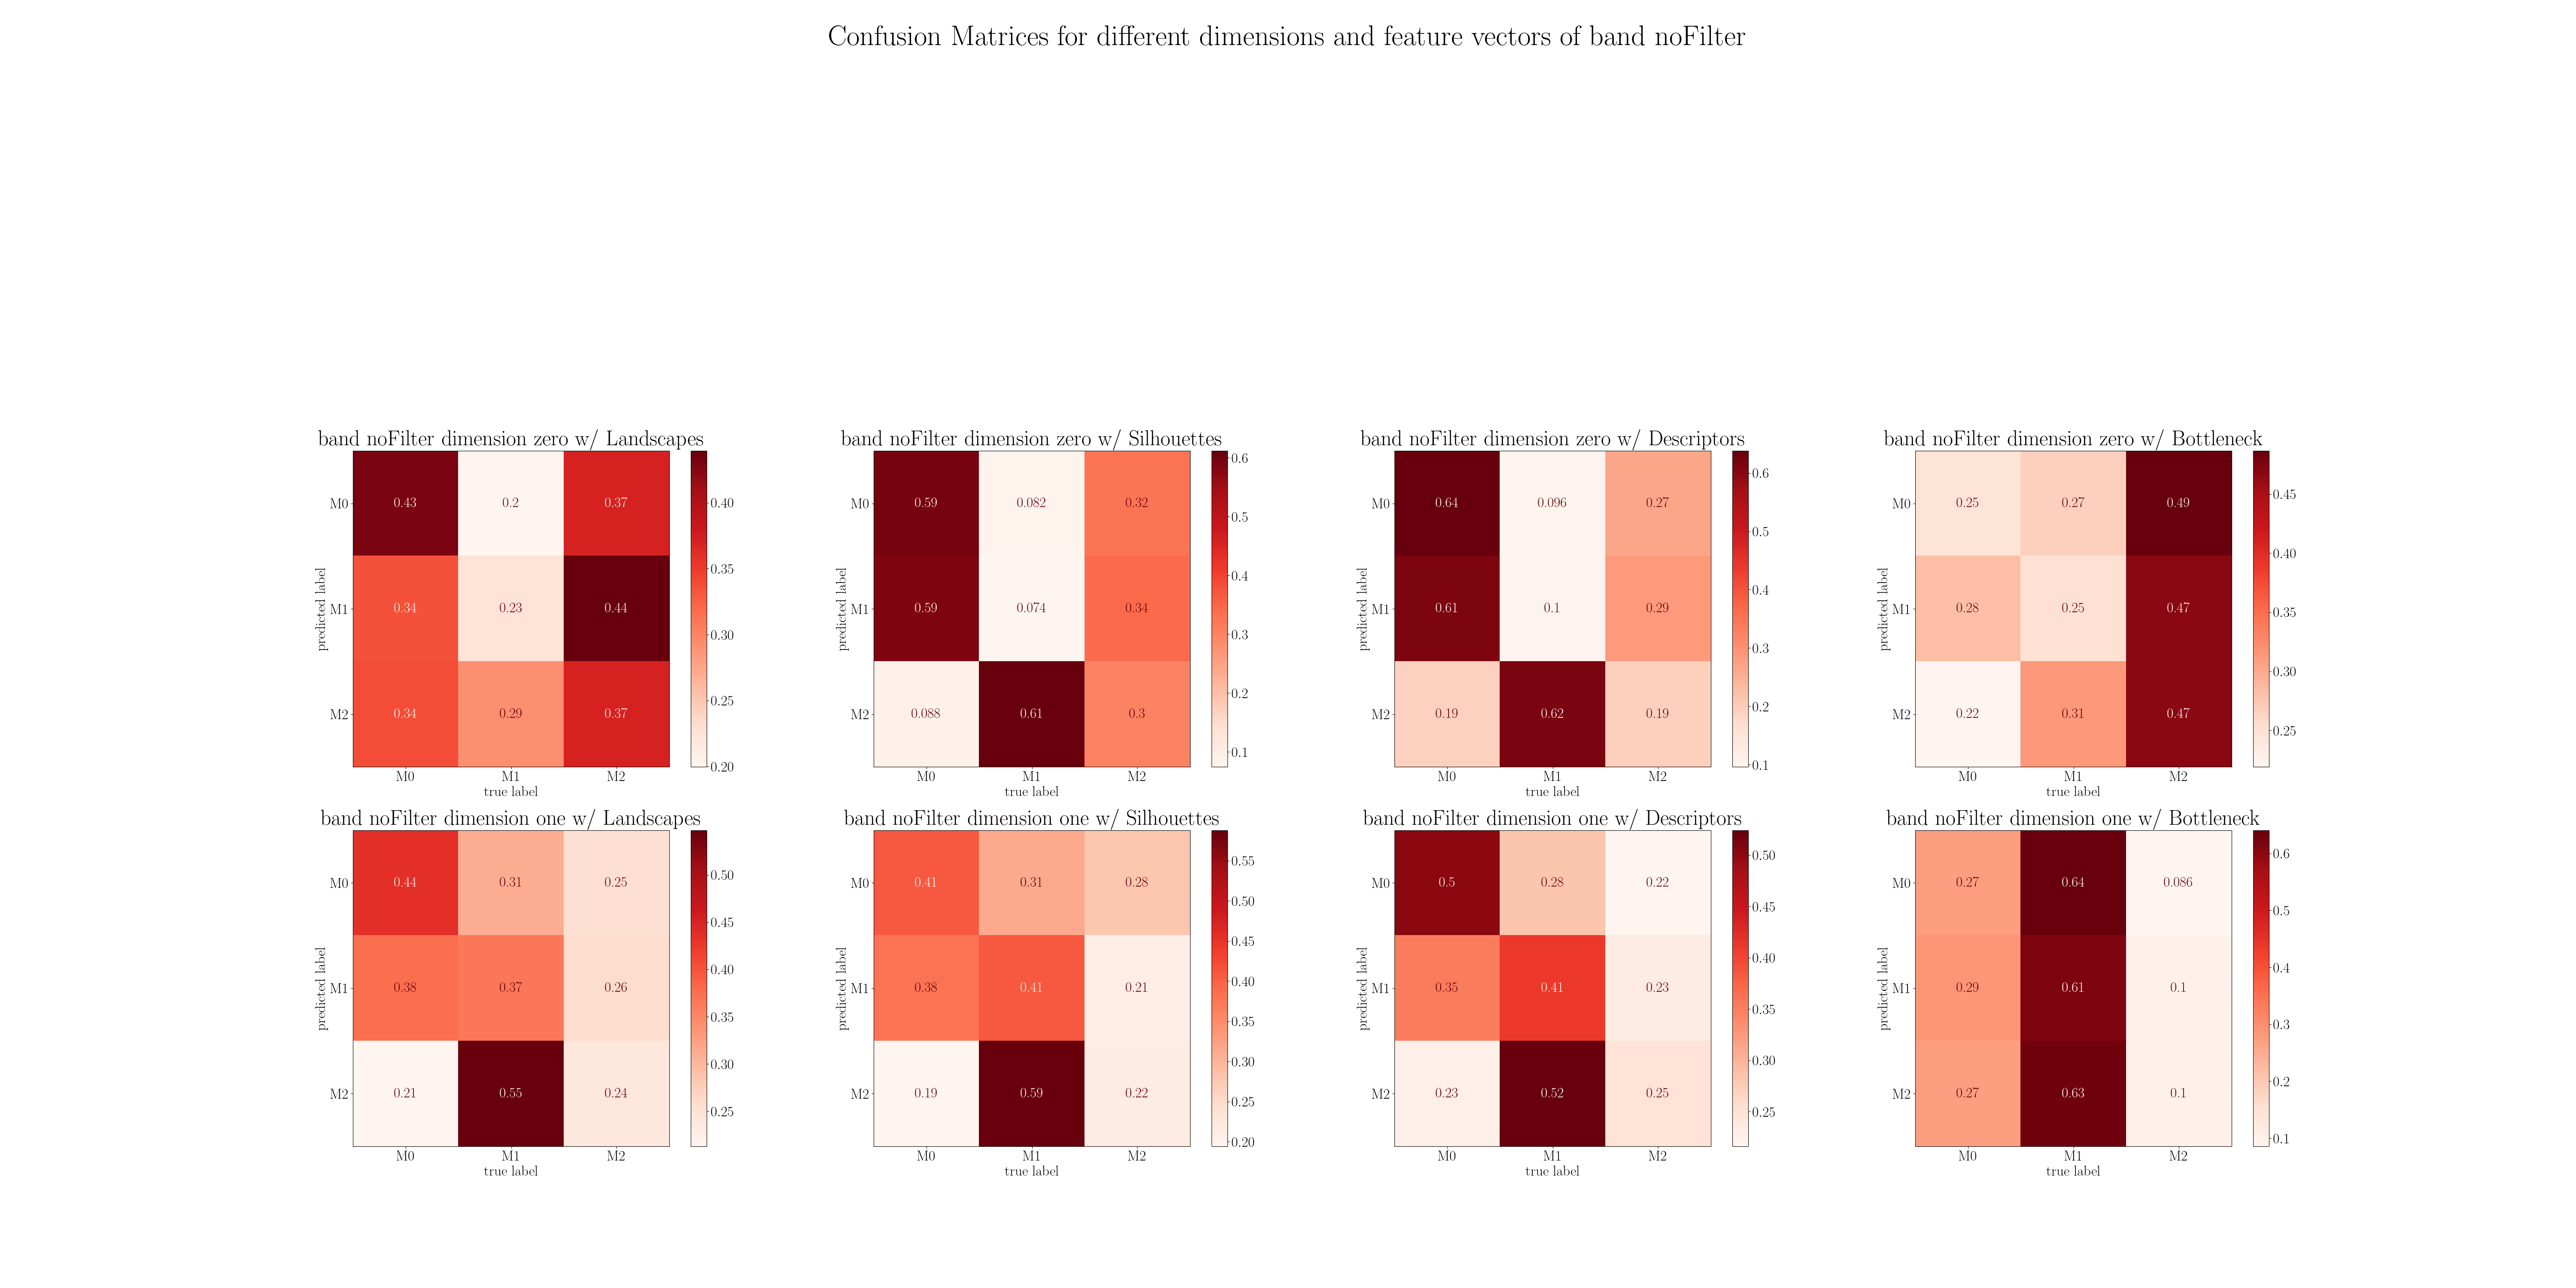 Confusion Matrices for different dimensions and feature vectors of band noFilter
band noFilter dimension zero w/ Landscapes
predicted label
M0
M1
M2
0.43 0.2 0.37
0.34 0.23 0.44
0.34 0.29 0.37
M0 M1 M2
true label
0.40
0.35
0.30
0.25
0.20
band noFilter dimension zero w/ Silhouettes
predicted label
M0
M1
M2
0.59 0.082 0.32
0.59 0.074 0.34
0.088 0.61 0.3
M0 M1 M2
true label
0.6
0.5
0.4
0.3
0.2
0.1
band noFilter dimension zero w/ Descriptors
predicted label
M0
M1
M2
0.64 0.096 0.27
0.61 0.1 0.29
0.19 0.62 0.19
M0 M1 M2
true label
0.6
0.5
0.4
0.3
0.2
0.1
band noFilter dimension zero w/ Bottleneck
predicted label
M0
M1
M2
0.25 0.27 0.49
0.28 0.25 0.47
0.22 0.31 0.47
M0 M1 M2
true label
0.45
0.40
0.35
0.30
0.25
band noFilter dimension one w/ Landscapes
predicted label
M0
M1
M2
0.44 0.31 0.25
0.38 0.37 0.26
0.21 0.55 0.24
M0 M1 M2
true label
0.50
0.45
0.40
0.35
0.30
0.25
band noFilter dimension one w/ Silhouettes
predicted label
M0
M1
M2
0.41 0.31 0.28
0.38 0.41 0.21
0.19 0.59 0.22
M0 M1 M2
true label
0.55
0.50
0.45
0.40
0.35
0.30
0.25
0.20
band noFilter dimension one w/ Descriptors
predicted label
M0
M1
M2
0.5 0.28 0.22
0.35 0.41 0.23
0.23 0.52 0.25
M0 M1 M2
true label
0.50
0.45
0.40
0.35
0.30
0.25
band noFilter dimension one w/ Bottleneck
predicted label
M0
M1
M2
0.27 0.64 0.086
0.29 0.61 0.1
0.27 0.63 0.1
M0 M1 M2
true label
0.6
0.5
0.4
0.3
0.2
0.1